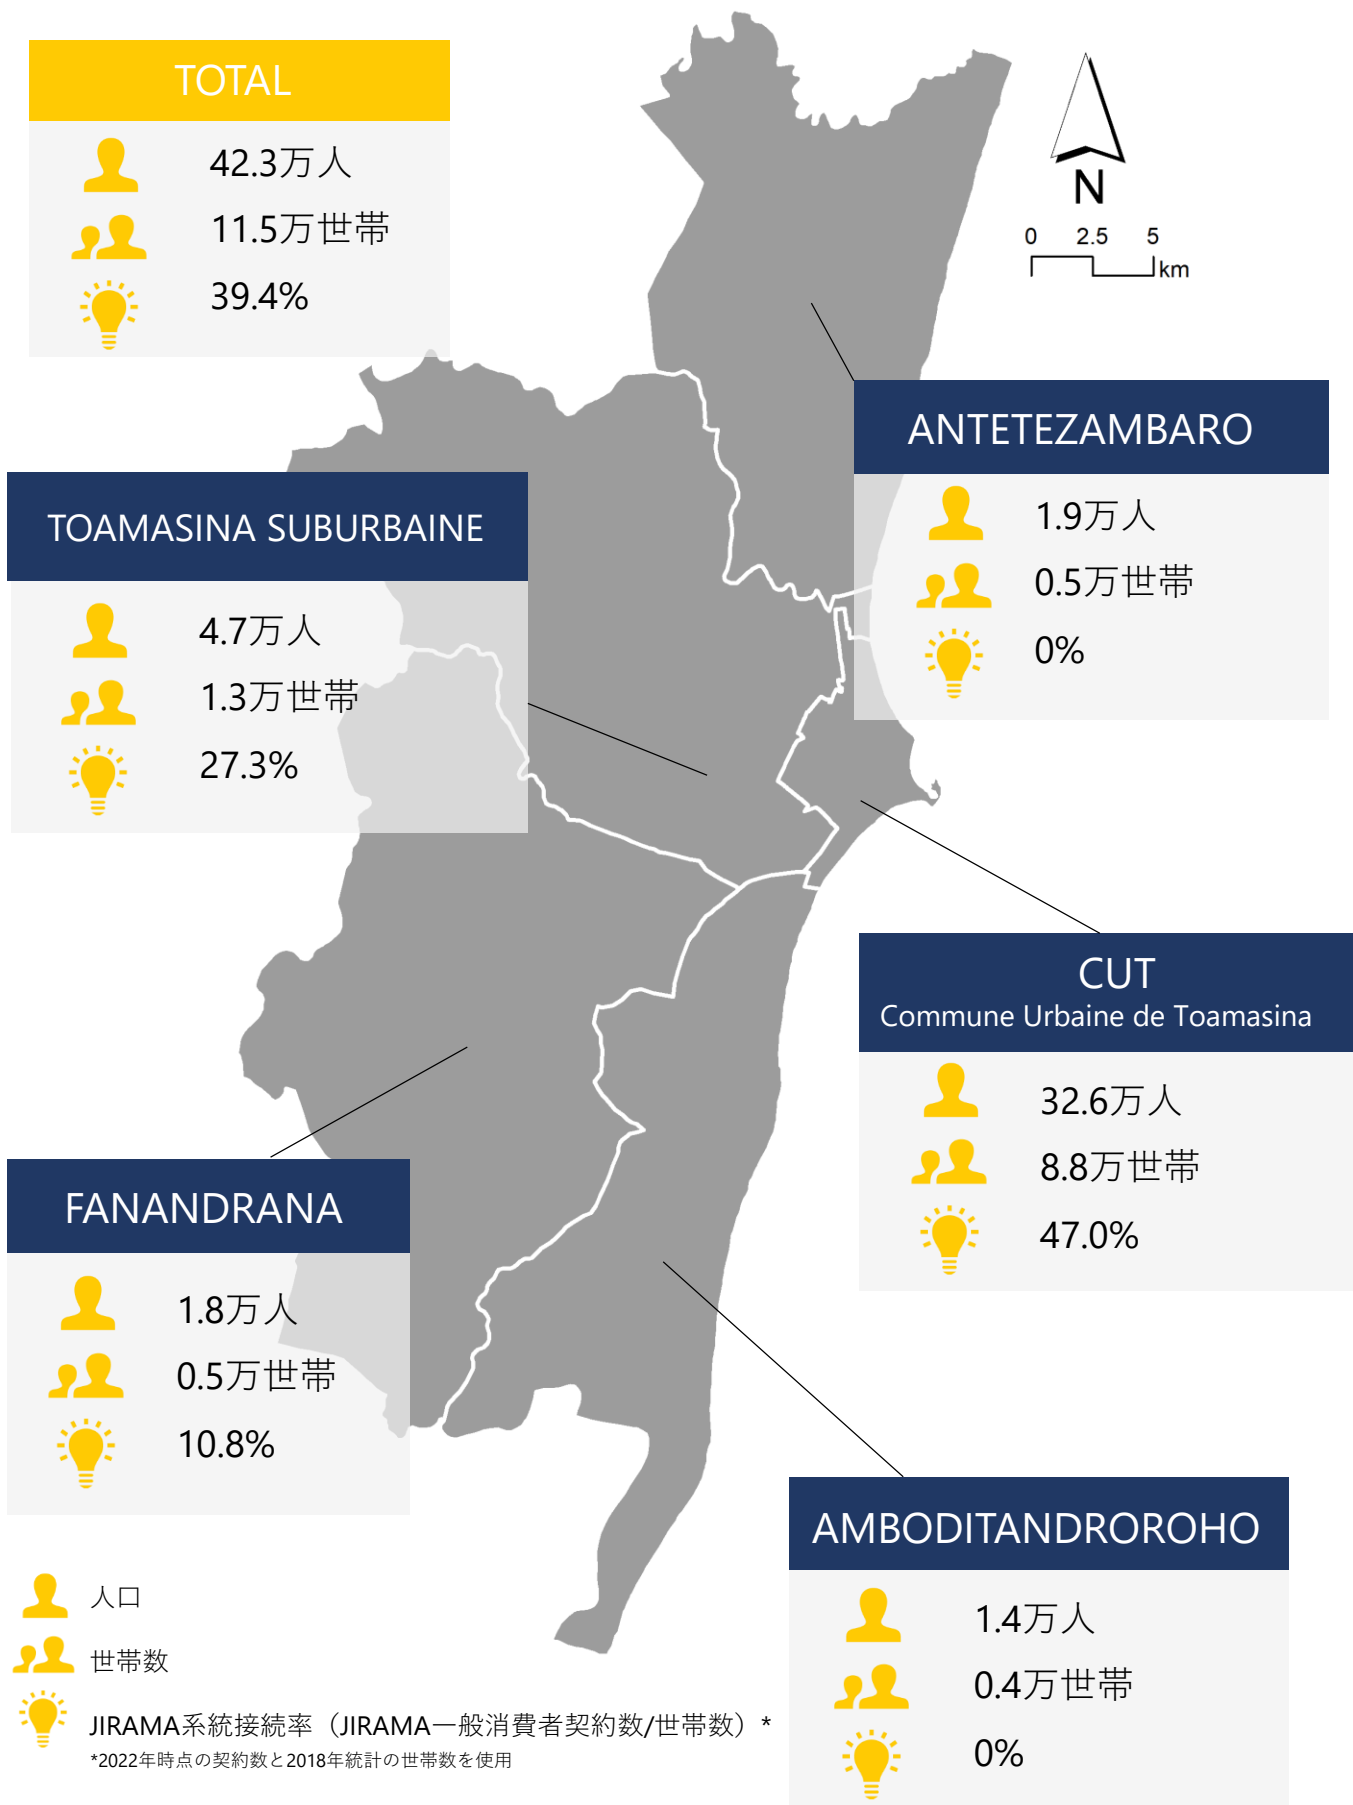 TOTAL
42.3万人
11.5万世帯
39.4%
N
0 2.5 5
km
ANTETEZAMBARO
1.9万人
0.5万世帯
0%
TOAMASINA SUBURBAINE
4.7万人
1.3万世帯
27.3%
CUT
Commune Urbaine de Toamasina
32.6万人
8.8万世帯
47.0%
FANANDRANA
1.8万人
0.5万世帯
10.8%
AMBODITANDROROHO
1.4万人
0.4万世帯
0%
人口
世帯数
JIRAMA系統接続率（JIRAMA一般消費者契約数/世帯数）*
*2022年時点の契約数と2018年統計の世帯数を使用